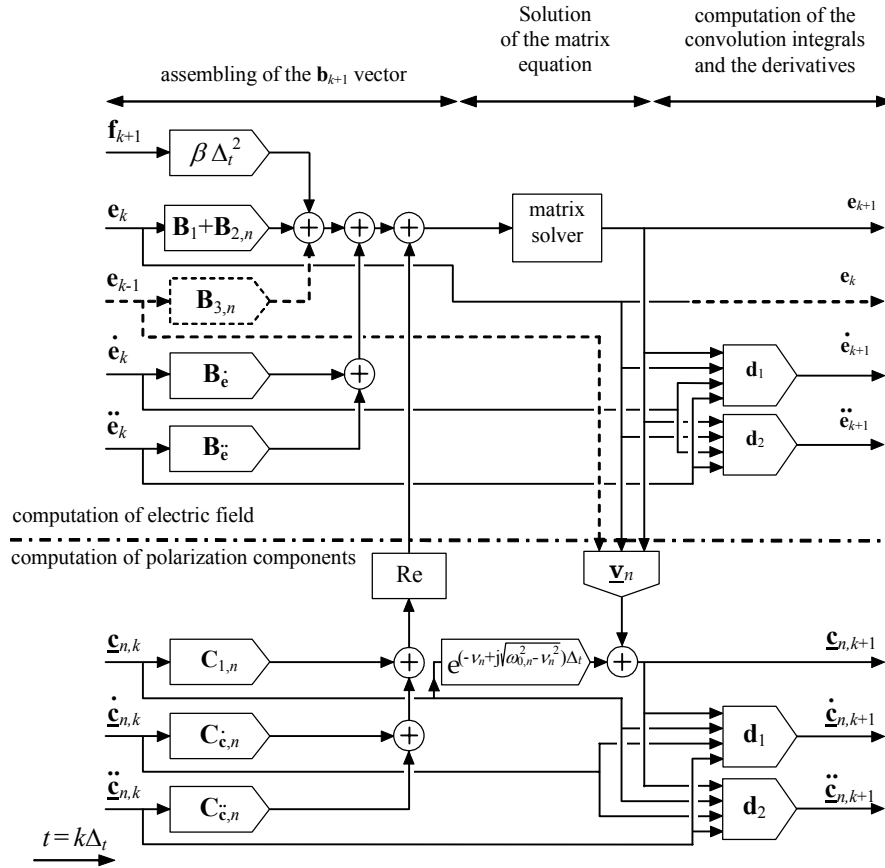 Solution
of the matrix
equation
computation of the
convolution integrals
and the derivatives
assembling of the b_{k+1} vector
f_{k+1}
β Δ_t^2
e_k
B_1+B_{2,n}
+ + +
matrix
solver
e_{k+1}
e_{k-1}
B_{3,n}
e_k
ė_k
B_ė
+
d_1
ė_{k+1}
ë_k
B_ë
d_2
ë_{k+1}
computation of electric field
computation of polarization components
Re
v_n
c_{n,k}
C_{1,n}
+
e^{(-ν_n+j√(ω_{0,n}^2-ν_n^2))Δ_t}
+
c_{n,k+1}
ċ_{n,k}
C_{ċ,n}
+
d_1
ċ_{n,k+1}
c̈_{n,k}
C_{c̈,n}
d_2
c̈_{n,k+1}
t = kΔ_t